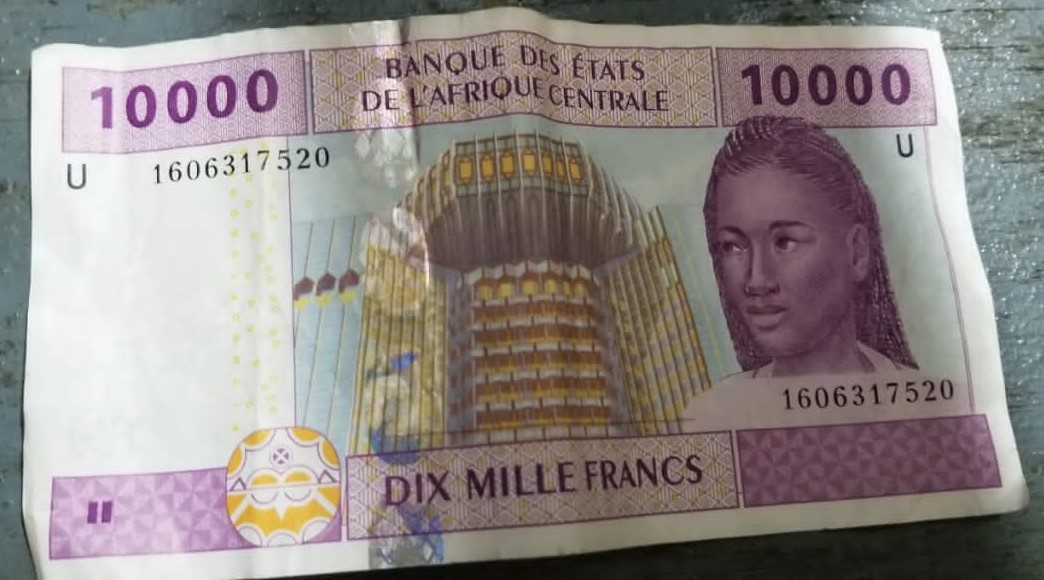 10000
BANQUE DES ÉTATS
DE L'AFRIQUE CENTRALE
10000
U
1606317520
U
1606317520
DIX MILLE FRANCS